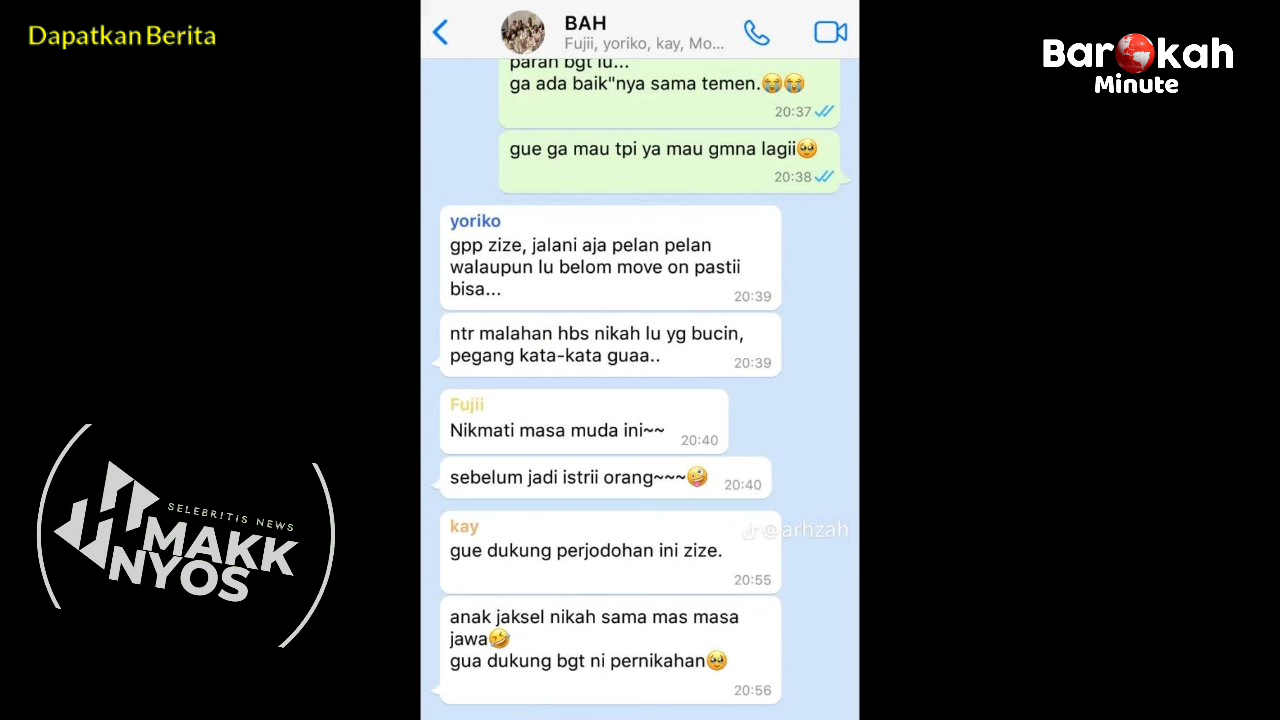 Dapatkan Berita
BAH
Fujii, yoriko, kay, Mo...
Barokah
Minute
parah bgt lu...
ga ada baik"nya sama temen.😭😭
20:37
gue ga mau tpi ya mau gmna lagii🥹
20:38
yoriko
gpp zize, jalani aja pelan pelan
walaupun lu belom move on pastii
bisa...
20:39
ntr malahan hbs nikah lu yg bucin,
pegang kata-kata guaa..
20:39
Fujii
Nikmati masa muda ini~~
20:40
sebelum jadi istrii orang~~~🤪
20:40
kay
@arhzah
gue dukung perjodohan ini zize.
20:55
anak jaksel nikah sama mas masa
jawa🤣
gua dukung bgt ni pernikahan🥹
20:56
SELEBRITIS NEWS
MAKK
NYOS